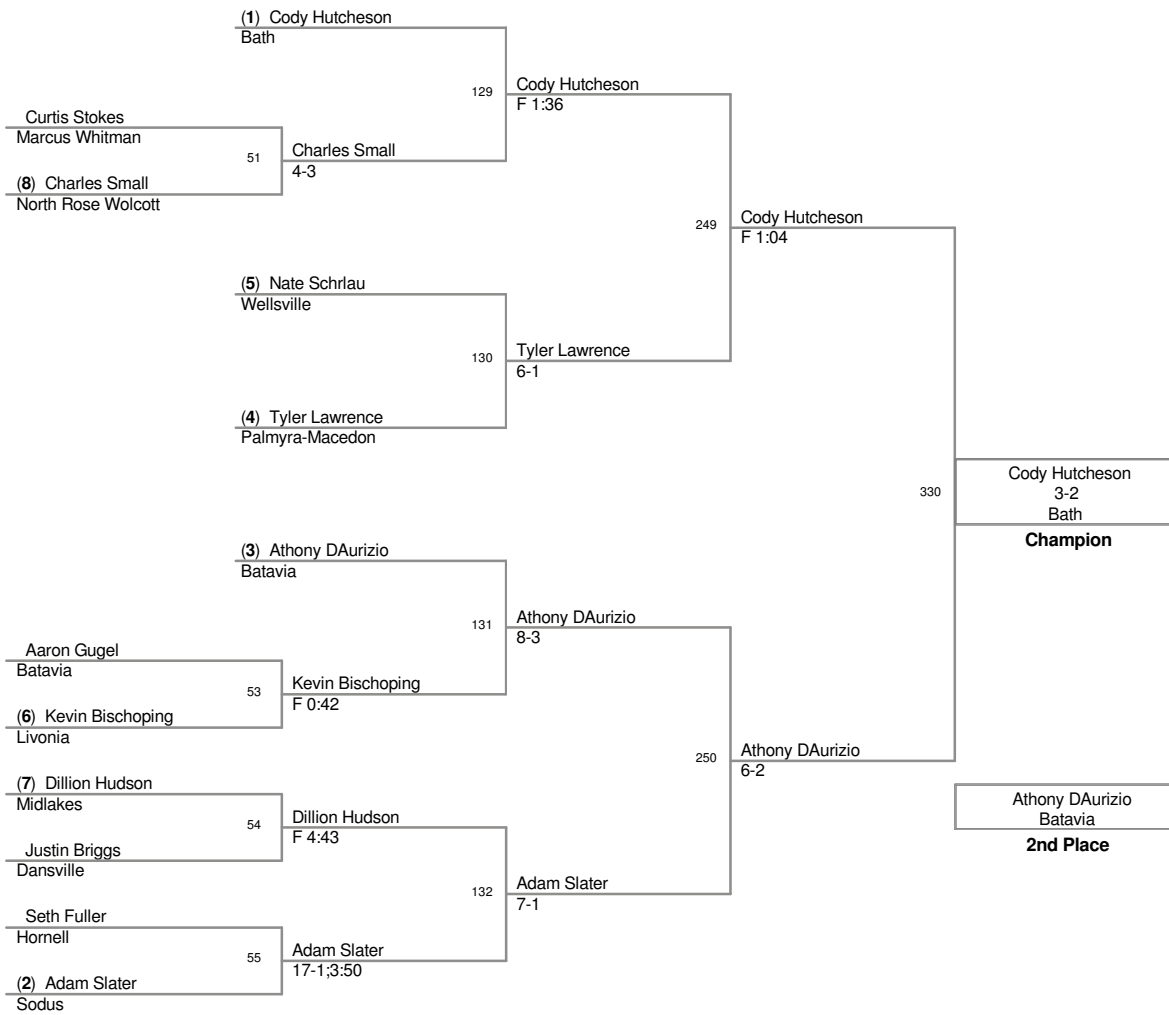 (1) Cody Hutcheson
Bath
129
Cody Hutcheson
F 1:36
Curtis Stokes
Marcus Whitman
51
Charles Small
4-3
(8) Charles Small
North Rose Wolcott
249
Cody Hutcheson
F 1:04
(5) Nate Schrlau
Wellsville
130
Tyler Lawrence
6-1
(4) Tyler Lawrence
Palmyra-Macedon
330
Cody Hutcheson
3-2
Bath
Champion
(3) Athony DAurizio
Batavia
131
Athony DAurizio
8-3
Aaron Gugel
Batavia
53
Kevin Bischoping
F 0:42
(6) Kevin Bischoping
Livonia
250
Athony DAurizio
6-2
(7) Dillion Hudson
Midlakes
54
Dillion Hudson
F 4:43
Justin Briggs
Dansville
132
Adam Slater
7-1
Seth Fuller
Hornell
55
Adam Slater
17-1;3:50
(2) Adam Slater
Sodus
Athony DAurizio
Batavia
2nd Place